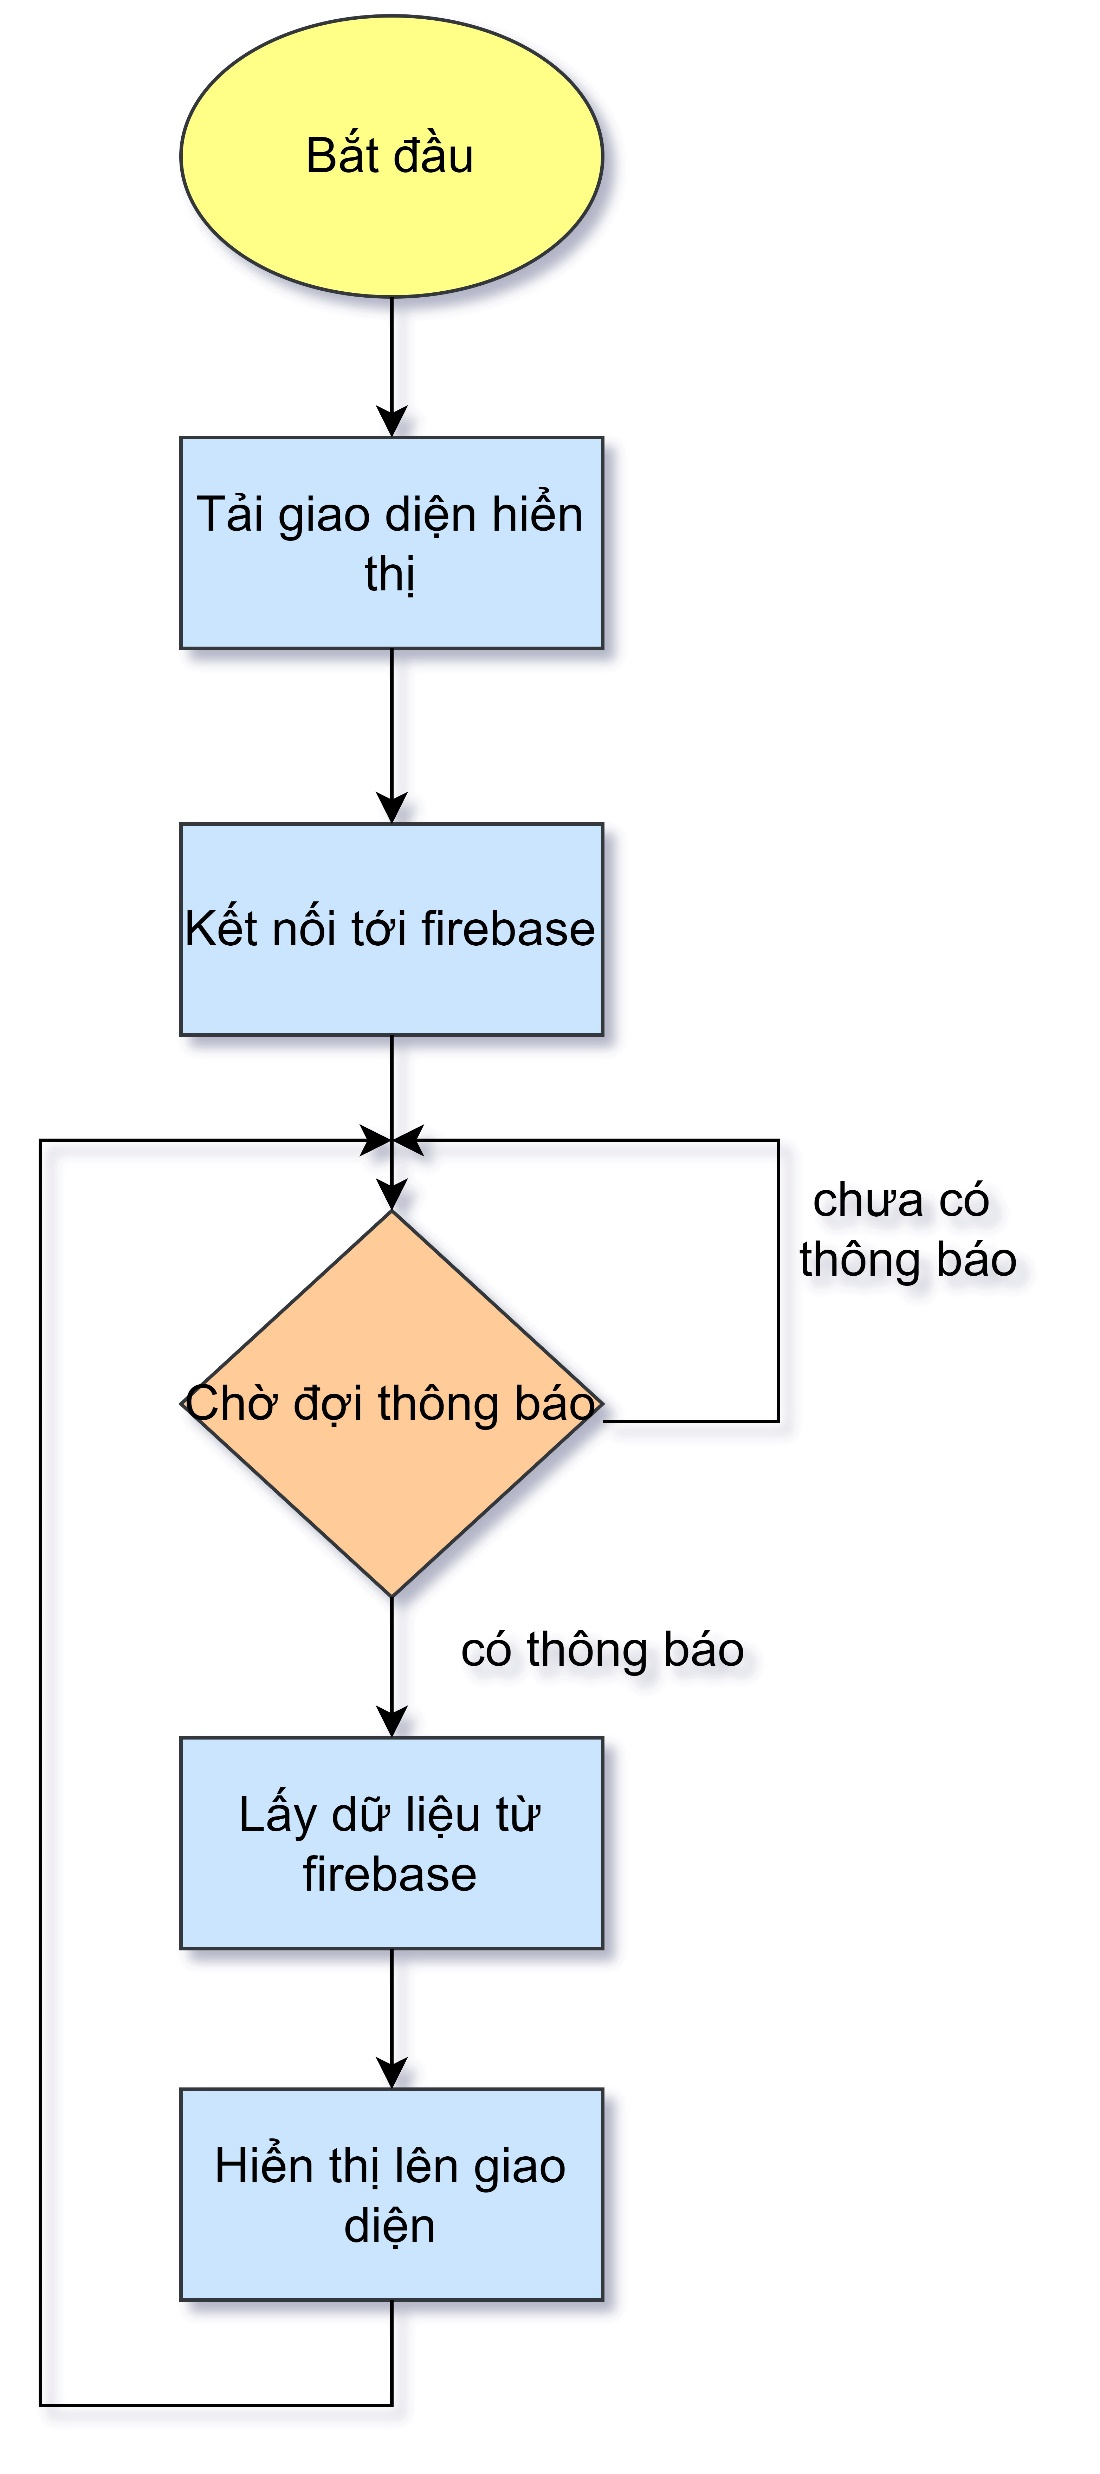 Bắt đầu
Tải giao diện hiển
thị
Kết nối tới firebase
chưa có
thông báo
Chờ đợi thông báo
có thông báo
Lấy dữ liệu từ
firebase
Hiển thị lên giao
diện